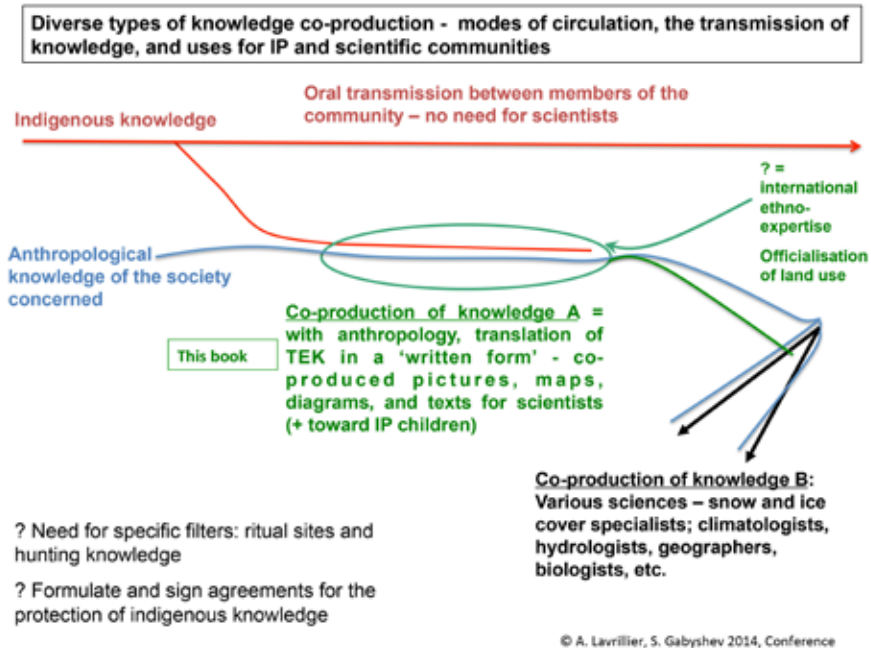 Diverse types of knowledge co-production - modes of circulation, the transmission of
knowledge, and uses for IP and scientific communities
Oral transmission between members of the
community – no need for scientists
Indigenous knowledge
? =
international
ethno-
expertise
Officialisation
of land use
Anthropological
knowledge of the society
concerned
This book
Co-production of knowledge A =
with anthropology, translation of
TEK in a ‘written form’ - co-
produced pictures, maps,
diagrams, and texts for scientists
(+ toward IP children)
Co-production of knowledge B:
Various sciences – snow and ice
cover specialists; climatologists,
hydrologists, geographers,
biologists, etc.
? Need for specific filters: ritual sites and
hunting knowledge
? Formulate and sign agreements for the
protection of indigenous knowledge
© A. Lavrillier, S. Gabyshev 2014, Conference